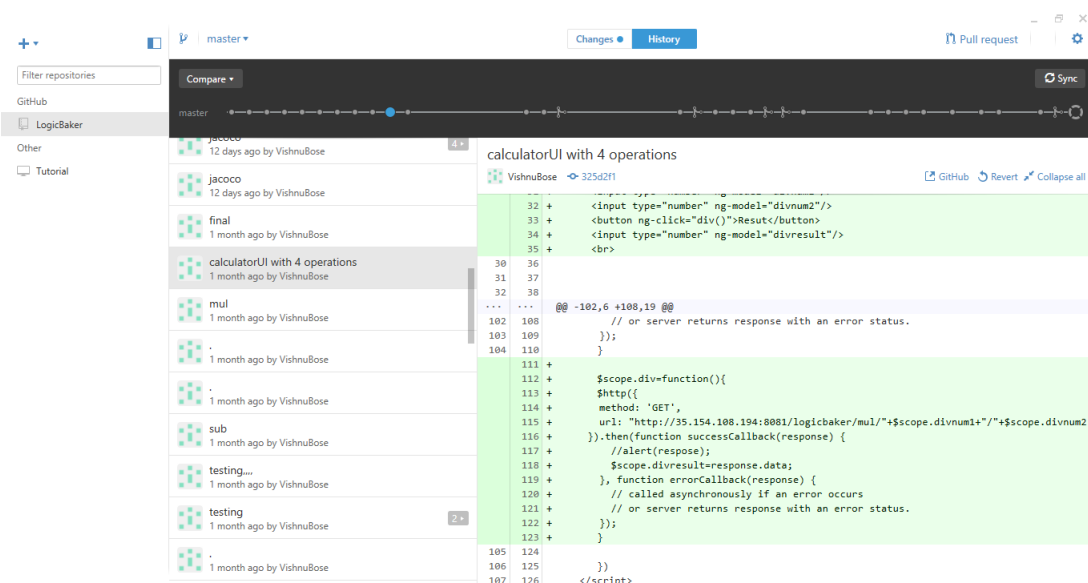 master
Changes
History
Pull request
Filter repositories
GitHub
LogicBaker
Other
Tutorial
Compare
Sync
master
jacoco
12 days ago by VishnuBose
4
jacoco
12 days ago by VishnuBose
final
1 month ago by VishnuBose
calculatorUI with 4 operations
1 month ago by VishnuBose
mul
1 month ago by VishnuBose
.
1 month ago by VishnuBose
.
1 month ago by VishnuBose
sub
1 month ago by VishnuBose
testing,,,,
1 month ago by VishnuBose
testing
1 month ago by VishnuBose
2
.
1 month ago by VishnuBose
calculatorUI with 4 operations
VishnuBose 325d2f1
GitHub Revert Collapse all
32 + <input type="number" ng-model="divnum2"/>
33 + <button ng-click="div()">Resut</button>
34 + <input type="number" ng-model="divresult"/>
35 + <br>
30 36
31 37
32 38
... ... @@ -102,6 +108,19 @@
102 108 // or server returns response with an error status.
103 109 });
104 110 }
111 +
112 + $scope.div=function(){
113 + $http({
114 + method: 'GET',
115 + url: "http://35.154.108.194:8081/logicbaker/mul/"+$scope.divnum1+"/"+$scope.divnum2
116 + }).then(function successCallback(response) {
117 + //alert(respose);
118 + $scope.divresult=response.data;
119 + }, function errorCallback(response) {
120 + // called asynchronously if an error occurs
121 + // or server returns response with an error status.
122 + });
123 + }
105 124
106 125 })
107 126 </script>